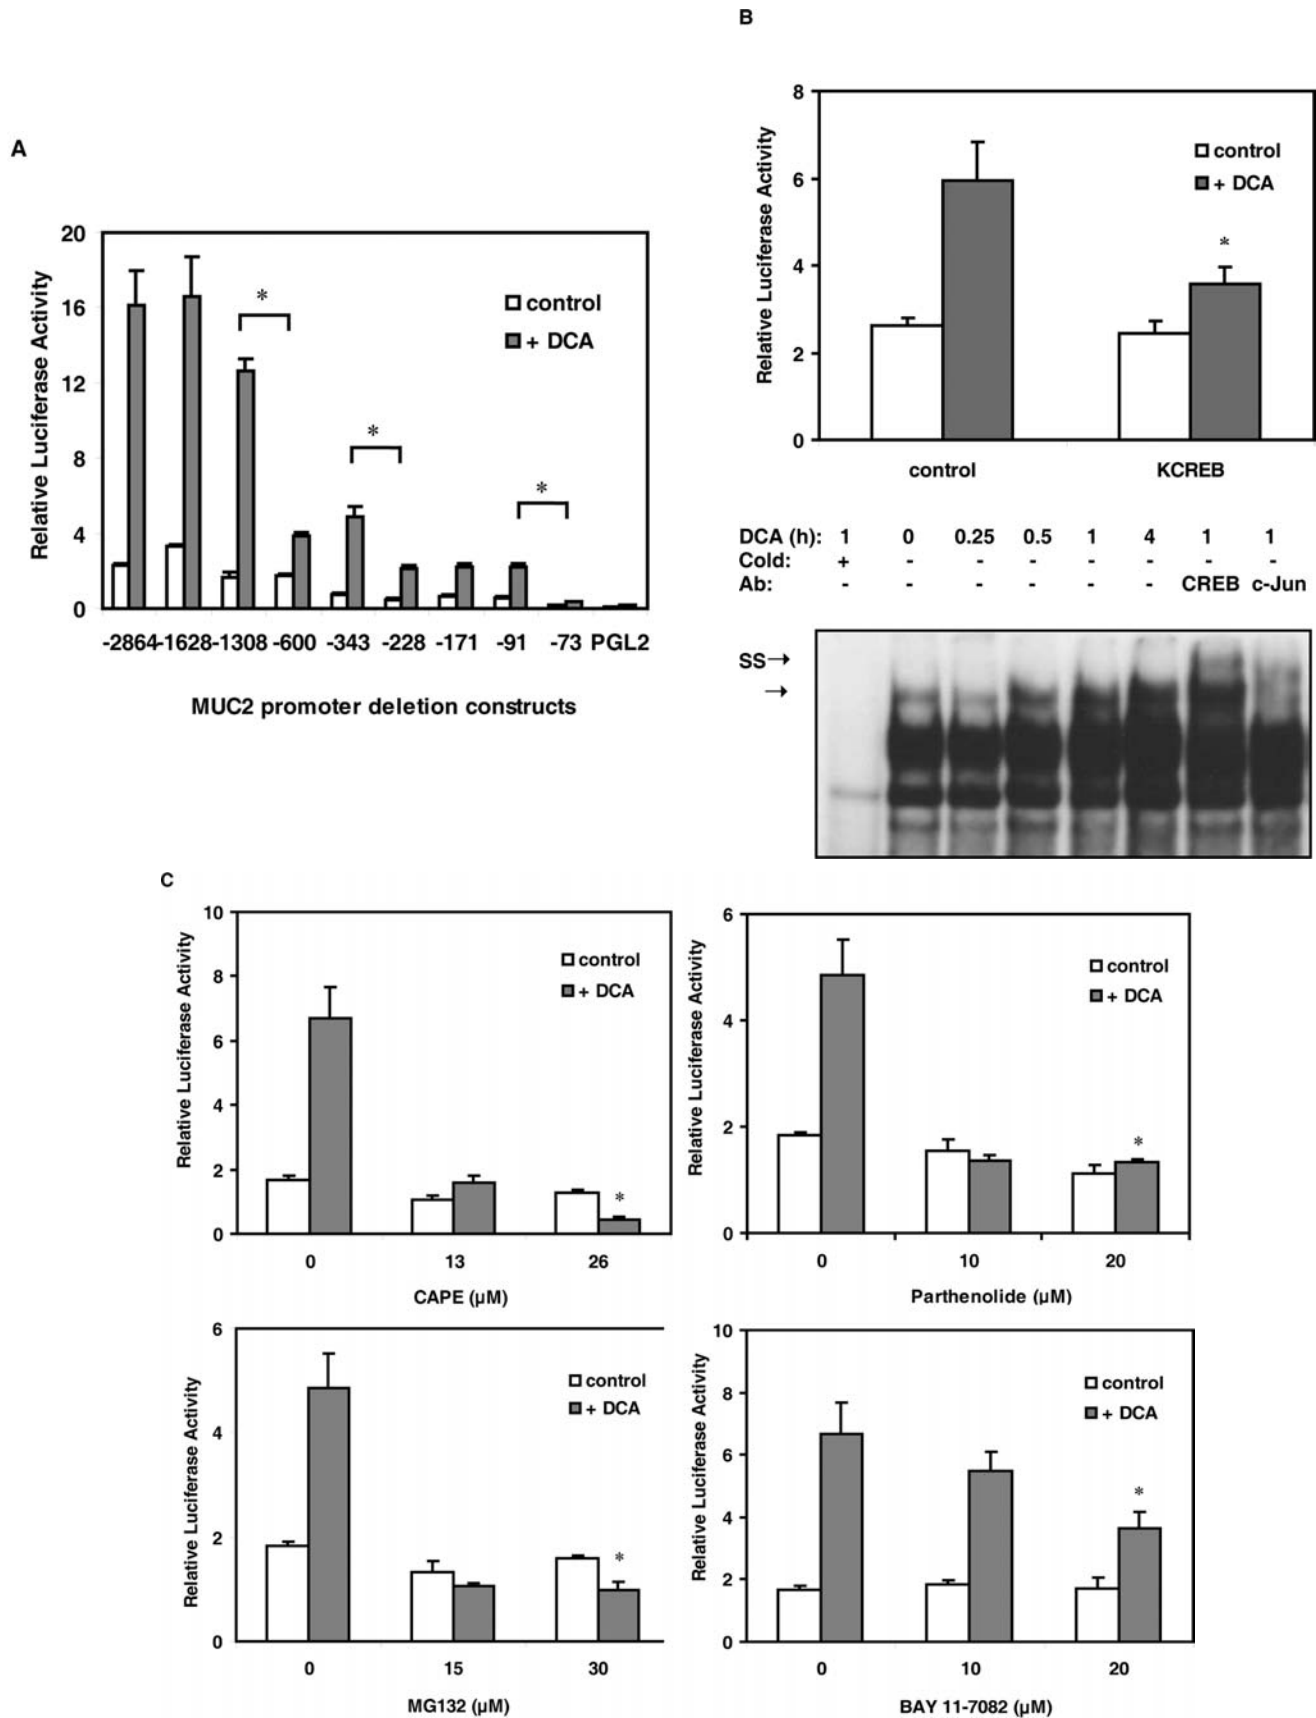 B
8
6
4
2
0
Relative Luciferase Activity
control
+ DCA
*
control
KCREB
A
20
16
12
8
4
0
Relative Luciferase Activity
control
+ DCA
*
*
*
-2864 -1628 -1308 -600 -343 -228 -171 -91 -73 PGL2
MUC2 promoter deletion constructs
DCA (h): 1 0 0.25 0.5 1 4 1 1
Cold: + - - - - - - -
Ab: - - - - - - CREB c-Jun
SS→
→
C
10
8
6
4
2
0
Relative Luciferase Activity
control
+ DCA
*
0 13 26
CAPE (µM)
6
4
2
0
Relative Luciferase Activity
control
+ DCA
*
0 10 20
Parthenolide (µM)
6
4
2
0
Relative Luciferase Activity
control
+ DCA
*
0 15 30
MG132 (µM)
10
8
6
4
2
0
Relative Luciferase Activity
control
+ DCA
*
0 10 20
BAY 11-7082 (µM)